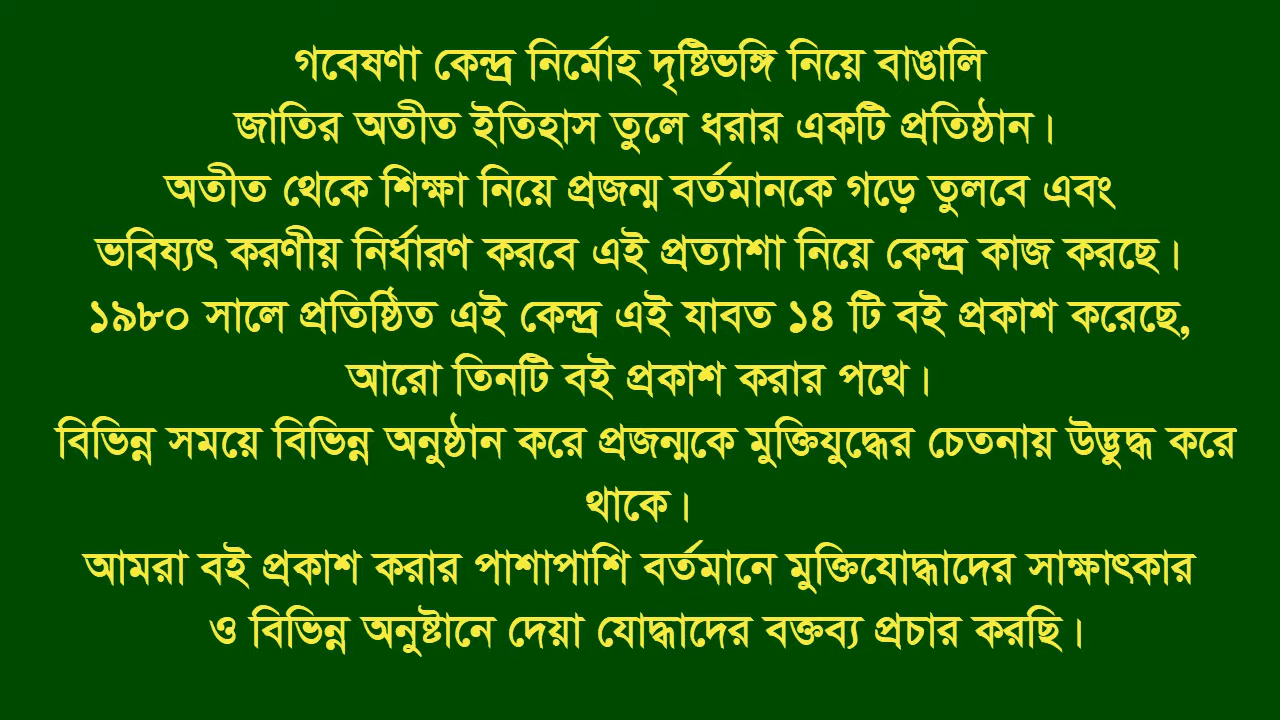 গবেষণা কেন্দ্র নির্মোহ দৃষ্টিভঙ্গি নিয়ে বাঙালি
জাতির অতীত ইতিহাস তুলে ধরার একটি প্রতিষ্ঠান।
অতীত থেকে শিক্ষা নিয়ে প্রজন্ম বর্তমানকে গড়ে তুলবে এবং
ভবিষ্যৎ করণীয় নির্ধারণ করবে এই প্রত্যাশা নিয়ে কেন্দ্র কাজ করছে।
১৯৮০ সালে প্রতিষ্ঠিত এই কেন্দ্র এই যাবত ১৪ টি বই প্রকাশ করেছে,
আরো তিনটি বই প্রকাশ করার পথে।
বিভিন্ন সময়ে বিভিন্ন অনুষ্ঠান করে প্রজন্মকে মুক্তিযুদ্ধের চেতনায় উদ্ভুদ্ধ করে
থাকে।
আমরা বই প্রকাশ করার পাশাপাশি বর্তমানে মুক্তিযোদ্ধাদের সাক্ষাৎকার
ও বিভিন্ন অনুষ্টানে দেয়া যোদ্ধাদের বক্তব্য প্রচার করছি।